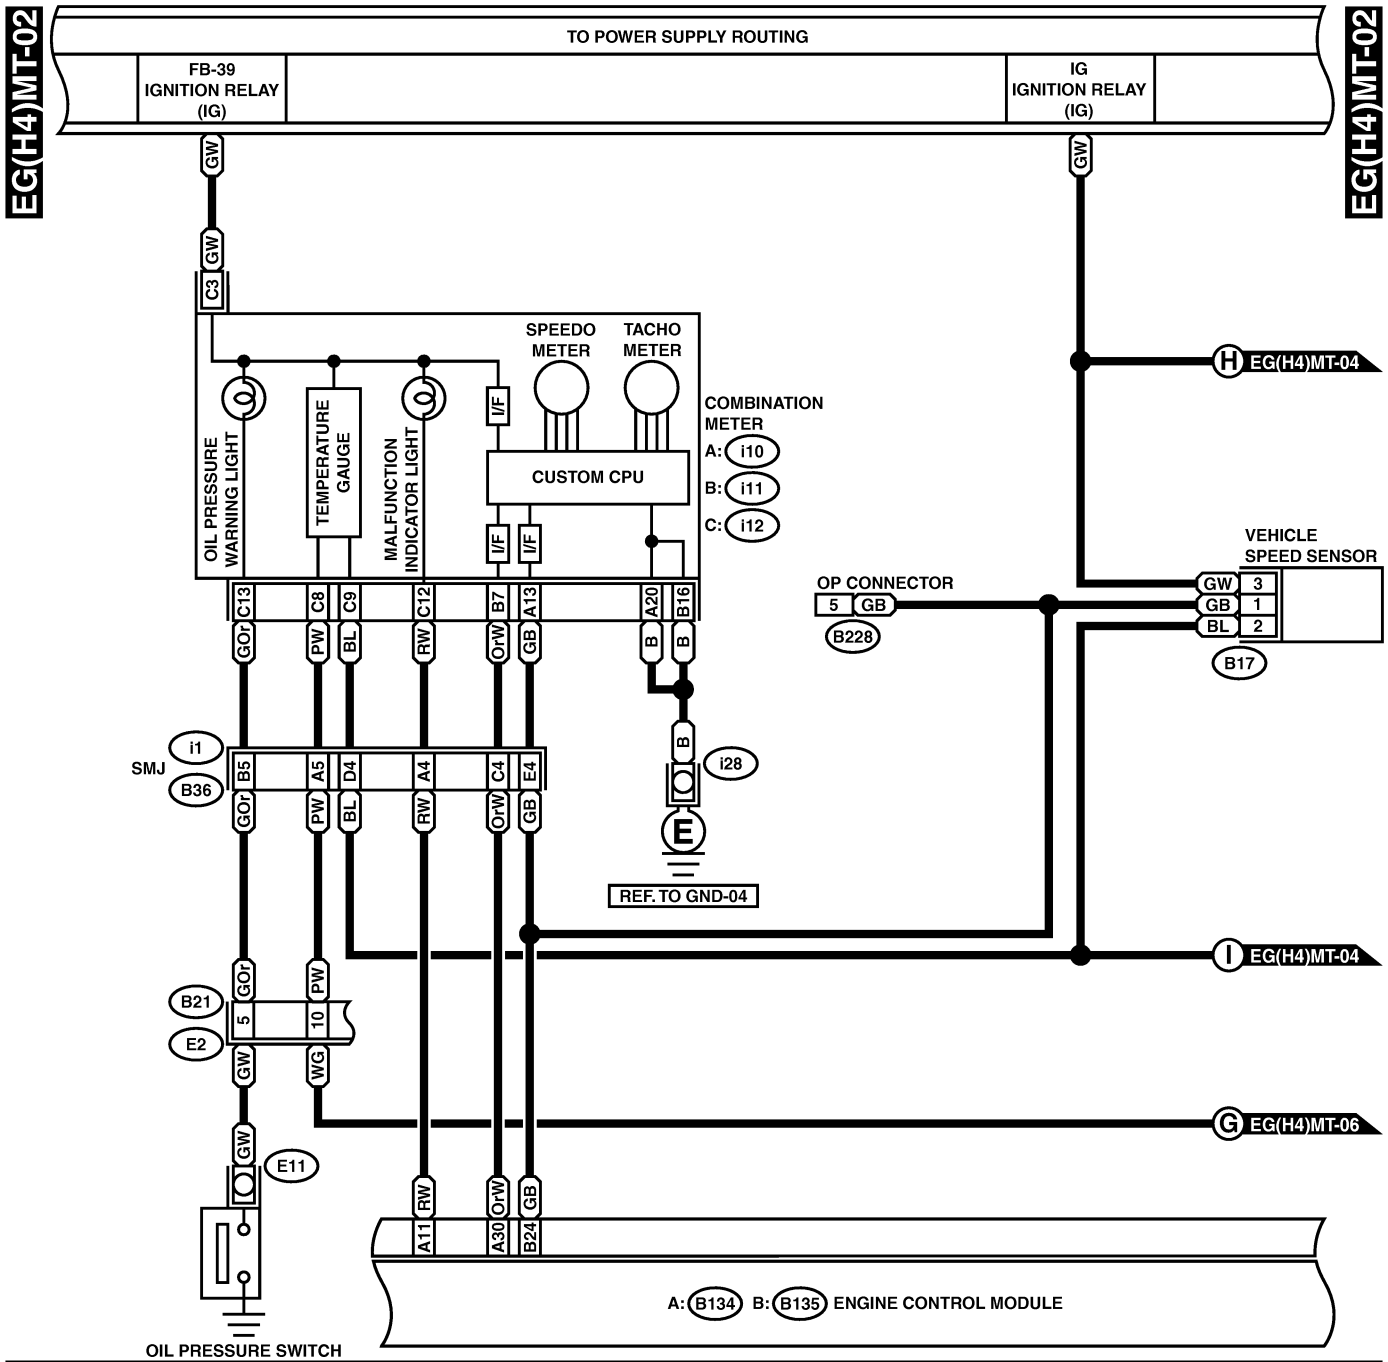 EG(H4)MT-02
EG(H4)MT-02
TO POWER SUPPLY ROUTING
FB-39
IGNITION RELAY
(IG)
IG
IGNITION RELAY
(IG)
GW
GW
GW
C3
H
EG(H4)MT-04
SPEEDO
METER
TACHO
METER
OIL PRESSURE
WARNING LIGHT
TEMPERATURE
GAUGE
MALFUNCTION
INDICATOR LIGHT
I/F
CUSTOM CPU
I/F
I/F
COMBINATION
METER
A: i10
B: i11
C: i12
VEHICLE
SPEED SENSOR
GW 3
GB 1
BL 2
B17
OP CONNECTOR
5 GB
B228
C13
C8
C9
C12
B7
A13
A20
B16
GOr
PW
BL
RW
OrW
GB
B
B
i1
SMJ
B36
B5
A5
D4
A4
C4
E4
B
i28
GOr
PW
BL
RW
OrW
GB
E
REF. TO GND-04
GOr
PW
I
EG(H4)MT-04
B21
E2
5
10
GW
WG
G
EG(H4)MT-06
GW
E11
RW
OrW
GB
A11
A30
B24
A: B134 B: B135 ENGINE CONTROL MODULE
OIL PRESSURE SWITCH